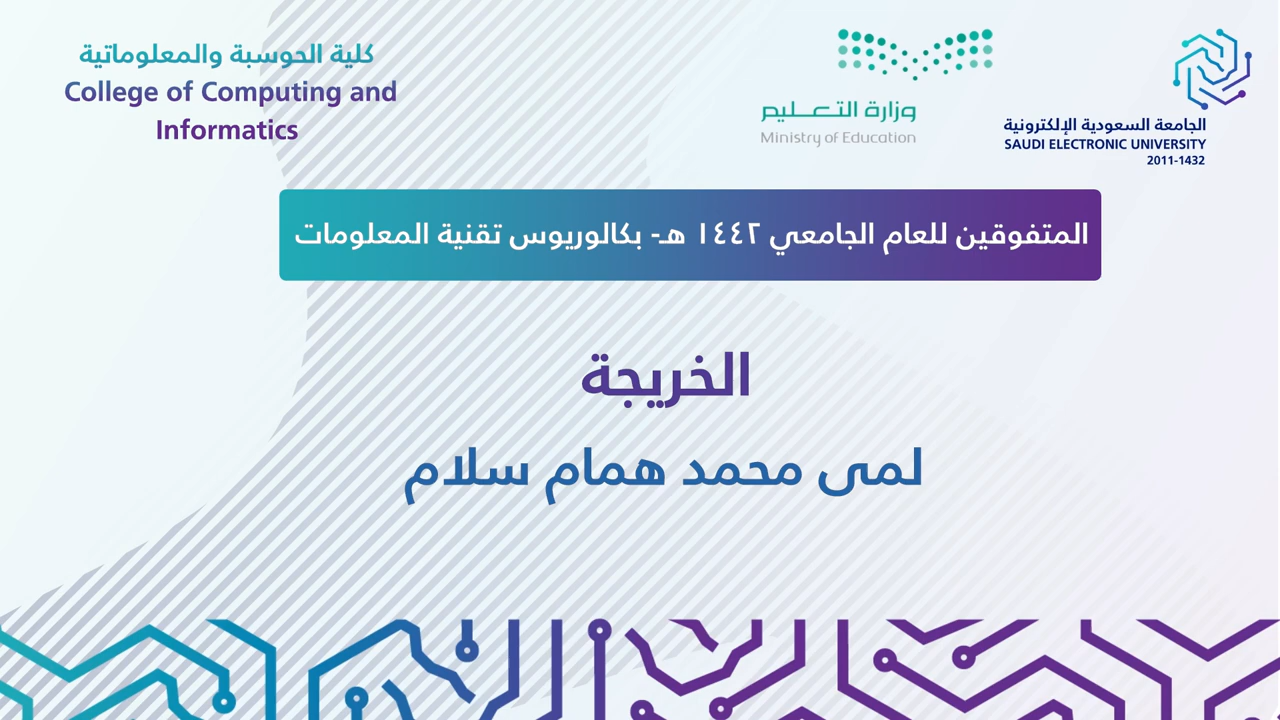 كلية الحوسبة والمعلوماتية
College of Computing and
Informatics
وزارة التعـــليم
Ministry of Education
الجامعة السعودية الإلكترونية
SAUDI ELECTRONIC UNIVERSITY
2011-1432
المتفوقين للعام الجامعي ١٤٤٢ هـ- بكالوريوس تقنية المعلومات
الخريجة
لمى محمد همام سلام